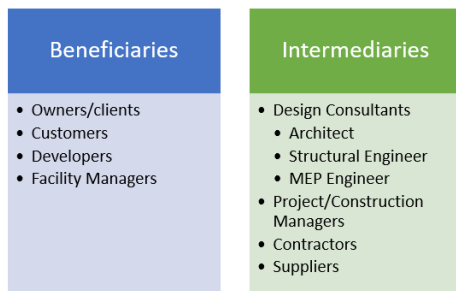 Beneficiaries
• Owners/clients
• Customers
• Developers
• Facility Managers
Intermediaries
• Design Consultants
• Architect
• Structural Engineer
• MEP Engineer
• Project/Construction
Managers
• Contractors
• Suppliers